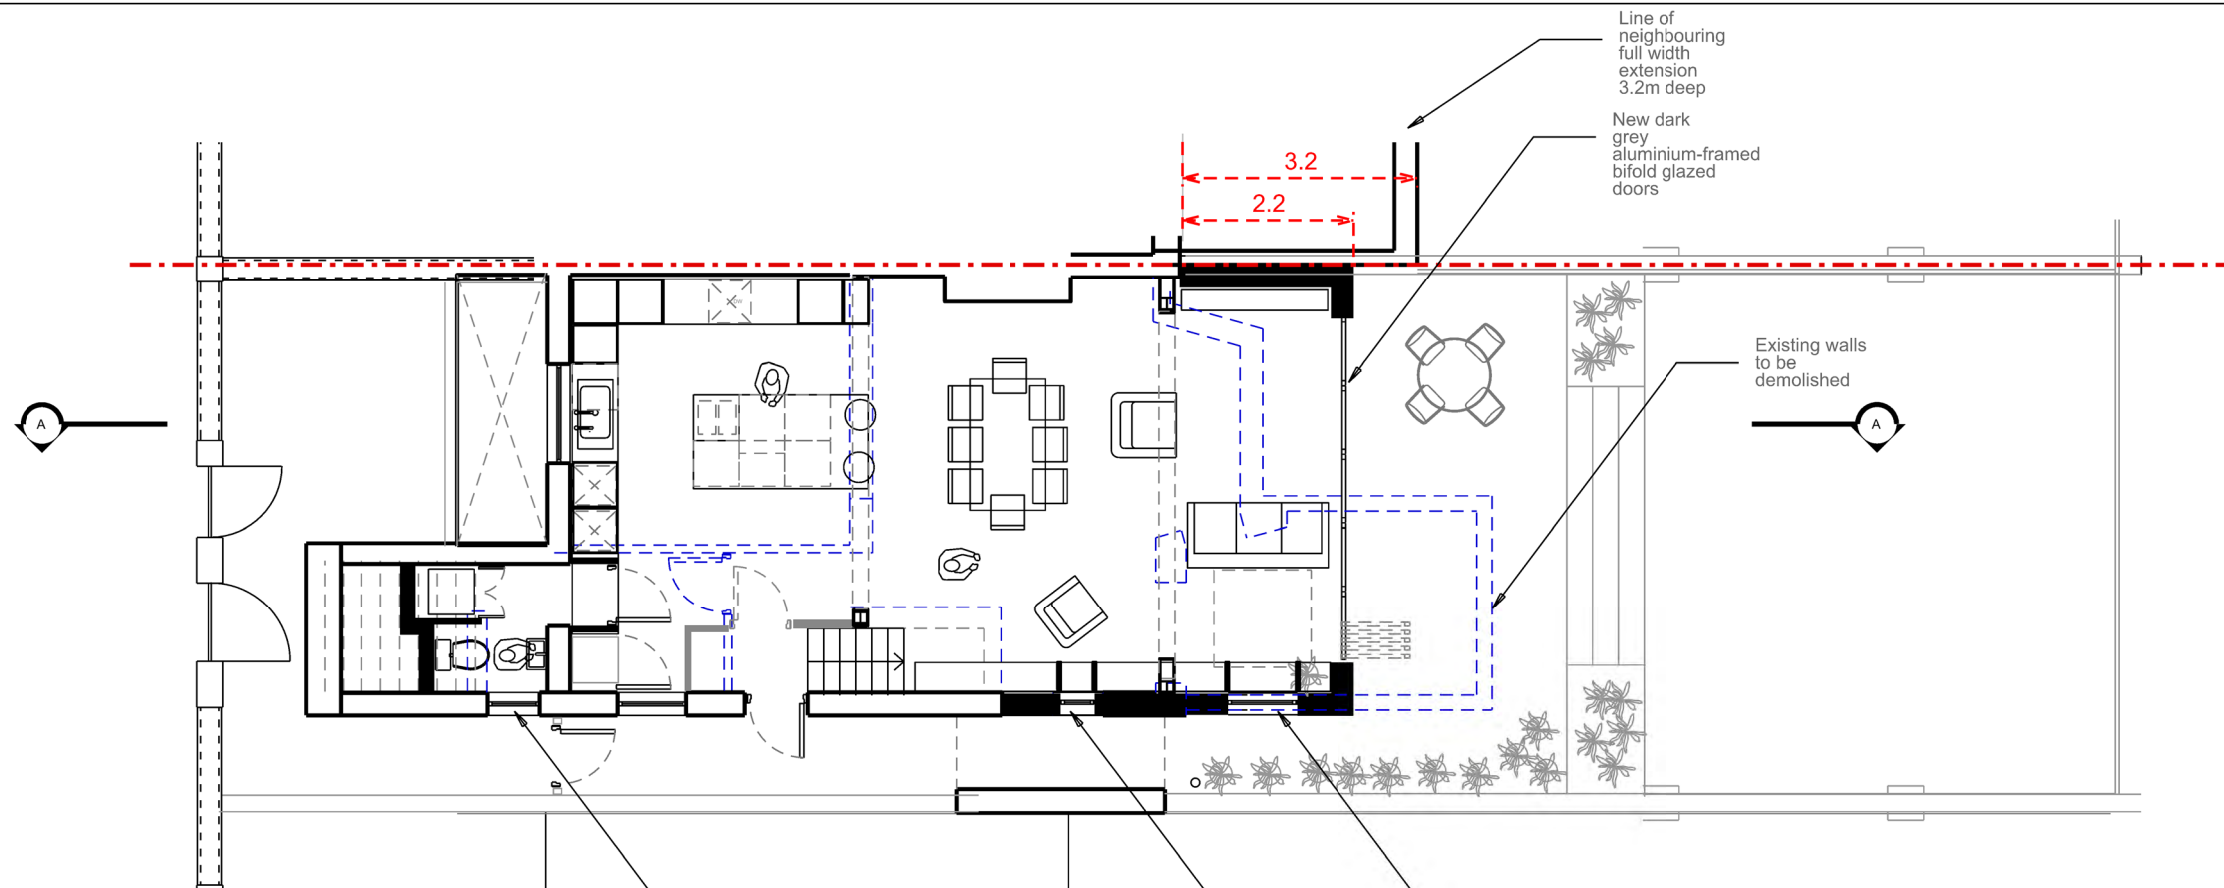 Line of
neighbouring
full width
extension
3.2m deep
New dark
grey
aluminium-framed
bifold glazed
doors
3.2
2.2
Existing walls
to be
demolished
A
A
DW